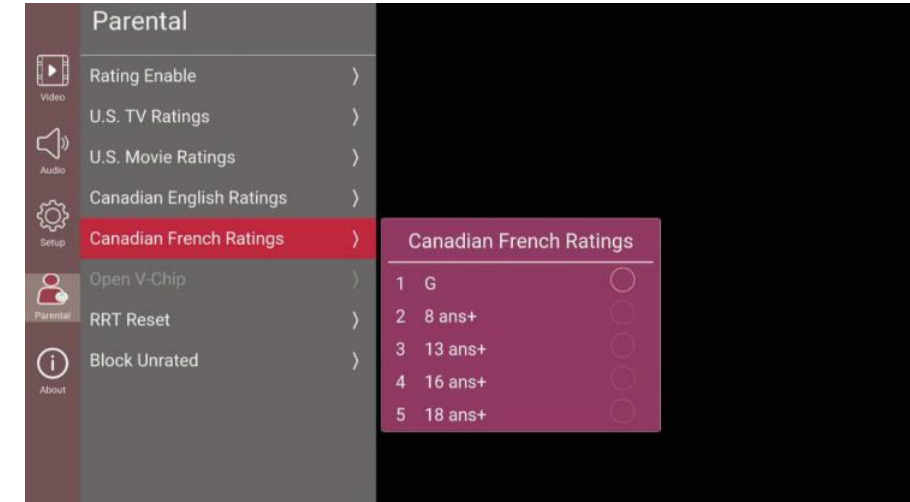 Parental
Video
Audio
Setup
Parental
About
Rating Enable
U.S. TV Ratings
U.S. Movie Ratings
Canadian English Ratings
Canadian French Ratings
Open V-Chip
RRT Reset
Block Unrated
Canadian French Ratings
1 G
2 8 ans+
3 13 ans+
4 16 ans+
5 18 ans+